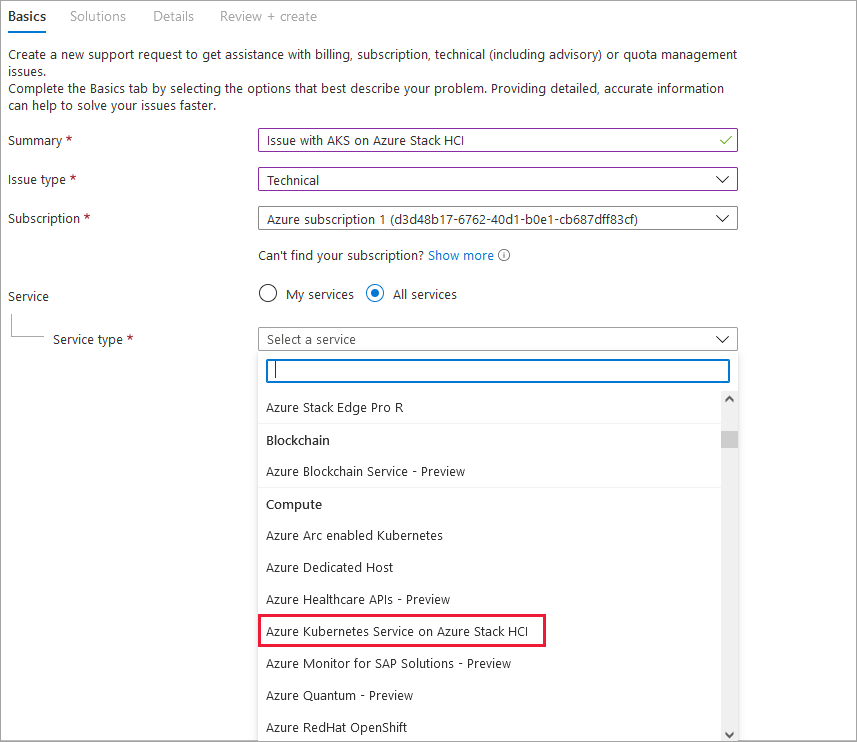 Basics Solutions Details Review + create
Create a new support request to get assistance with billing, subscription, technical (including advisory) or quota management
issues.
Complete the Basics tab by selecting the options that best describe your problem. Providing detailed, accurate information
can help to solve your issues faster.
Summary * Issue with AKS on Azure Stack HCI
Issue type * Technical
Subscription * Azure subscription 1 (d3d48b17-6762-40d1-b0e1-cb687dff83cf)
Can't find your subscription? Show more
Service My services All services
Service type * Select a service
Azure Stack Edge Pro R
Blockchain
Azure Blockchain Service - Preview
Compute
Azure Arc enabled Kubernetes
Azure Dedicated Host
Azure Healthcare APIs - Preview
Azure Kubernetes Service on Azure Stack HCI
Azure Monitor for SAP Solutions - Preview
Azure Quantum - Preview
Azure RedHat OpenShift